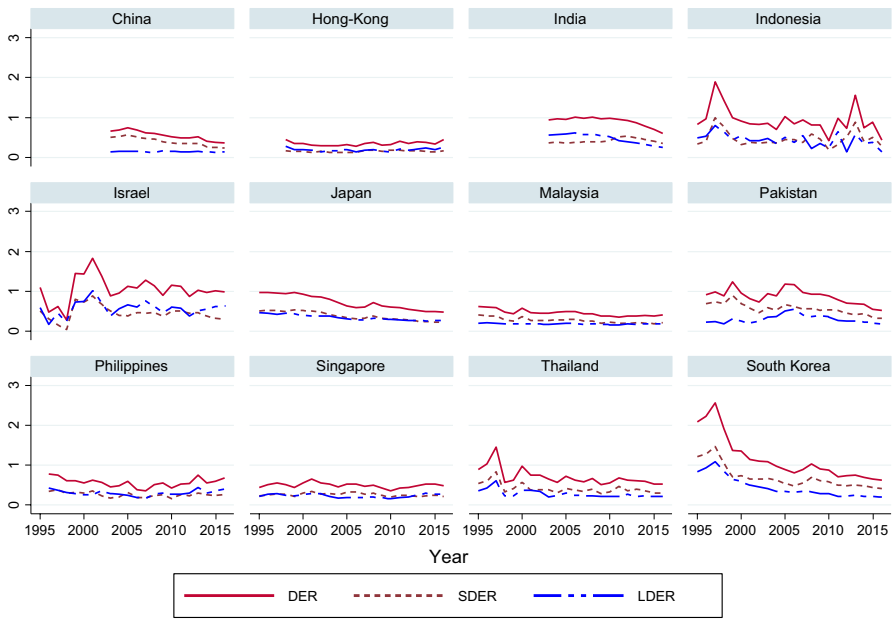 China Hong-Kong India Indonesia
3
2
1
0
Israel Japan Malaysia Pakistan
3
2
1
0
Philippines Singapore Thailand South Korea
3
2
1
0
1995 2000 2005 2010 2015 1995 2000 2005 2010 2015 1995 2000 2005 2010 2015 1995 2000 2005 2010 2015
Year
DER SDER LDER